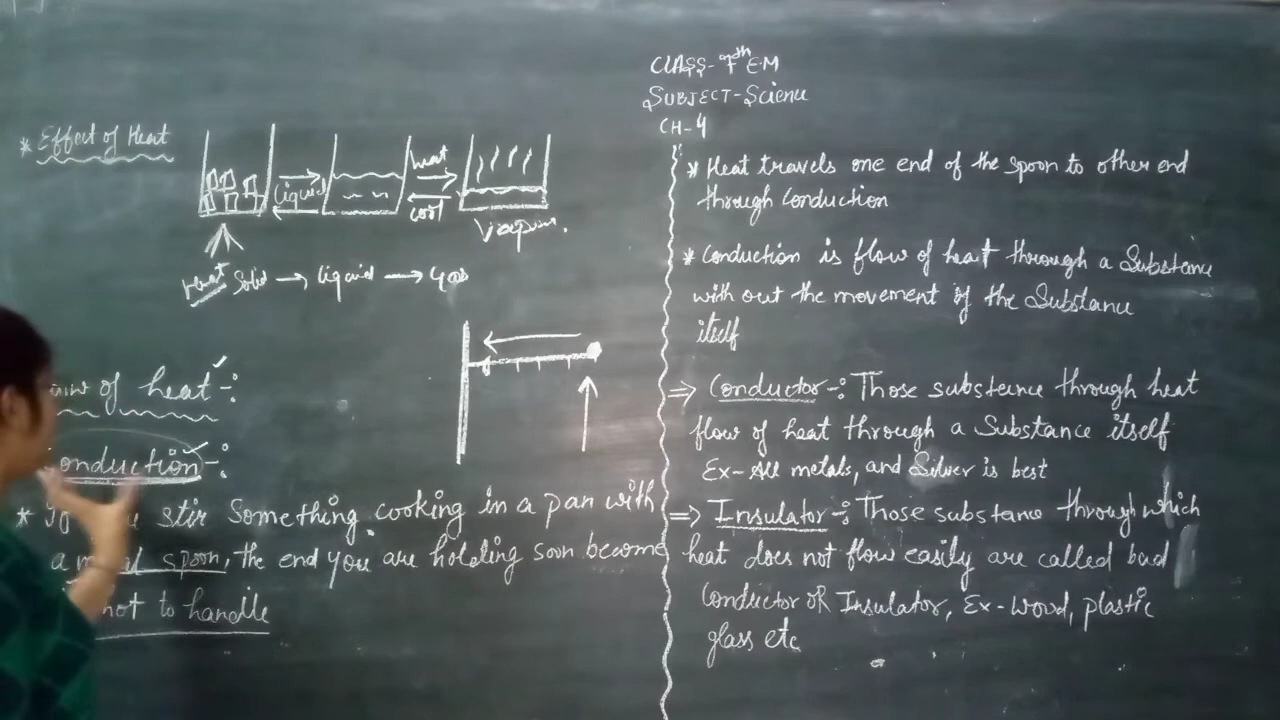 CLASS-7th E.M
SUBJECT-Science
CH-4
* Effect of Heat
liquid
heat
cool
Vapour.
Heat Solid → Liquid → Gas
of heat -:
onduction -:
* stir Something cooking in a pan with
a spoon, the end you are holding soon become
hot to handle
* Heat travels one end of the spoon to other end
through Conduction
* Conduction is flow of heat through a Substance
with out the movement of the Substance
itself
⇒ Conductor -: Those substance through heat
flow of heat through a Substance itself
Ex- All metals, and Silver is best
⇒ Insulator -: Those substance through which
heat does not flow easily are called bad
Conductor OR Insulator, Ex- Wood, plastic
glass etc